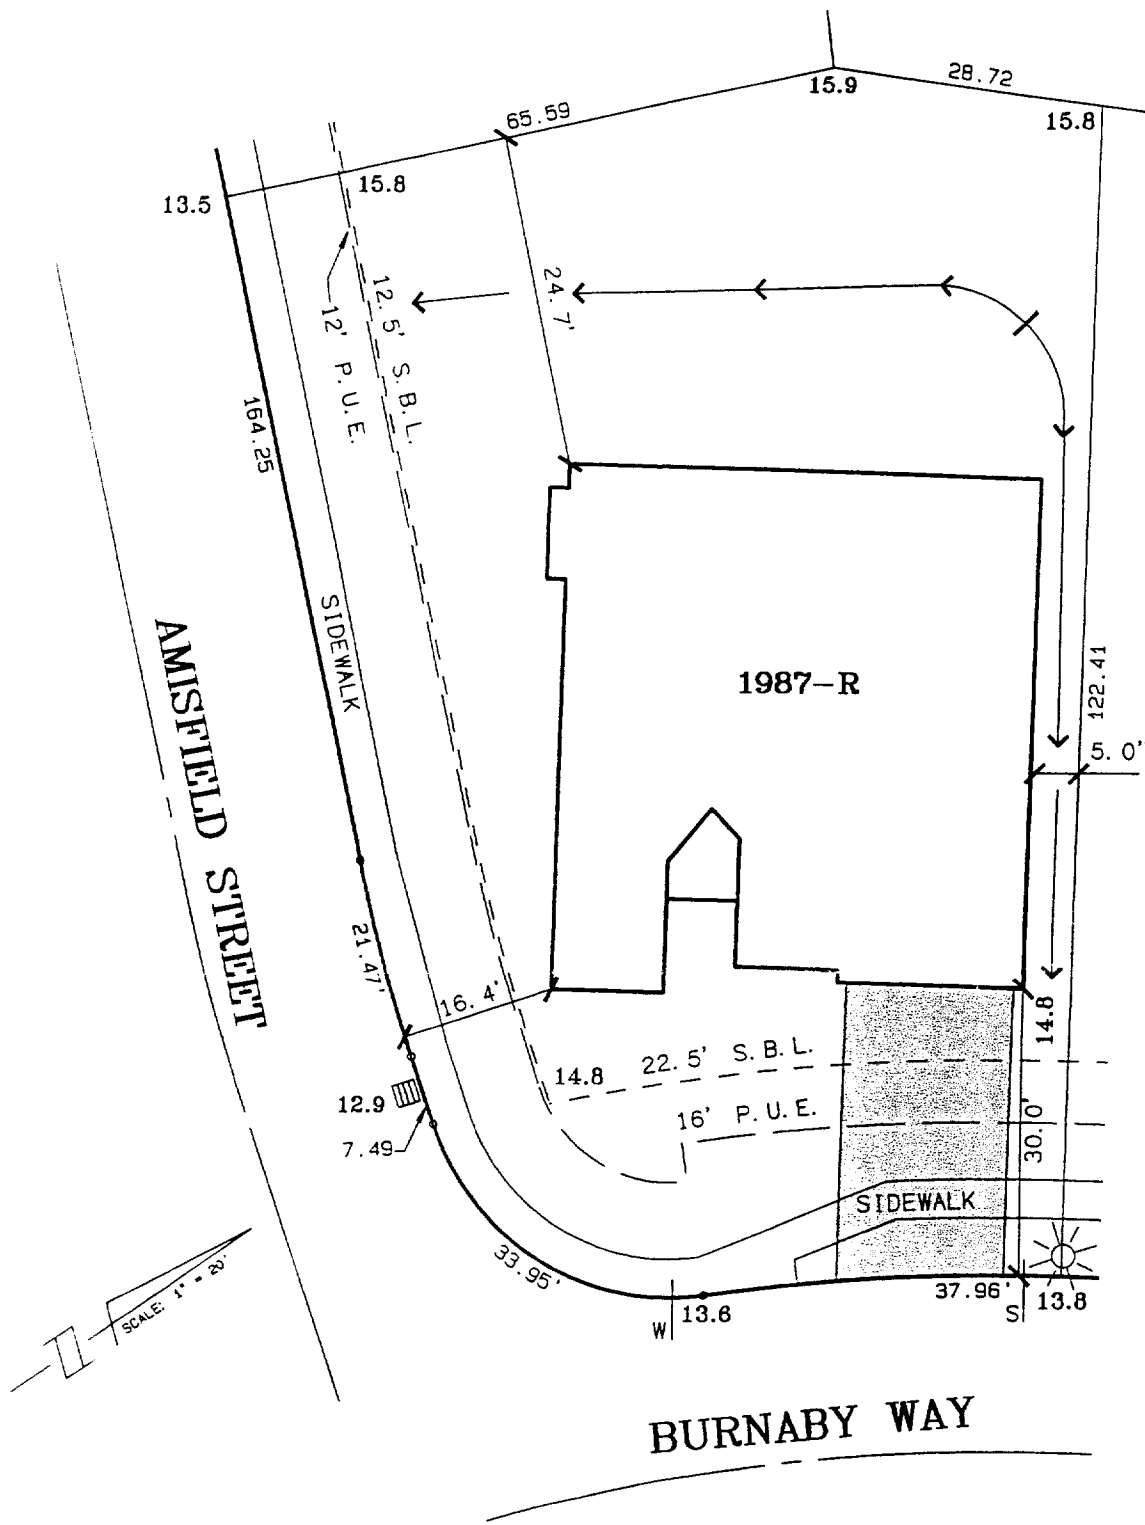 28.72
65.59
15.9
15.8
15.8
13.5
24.7'
12.5' S.B.L.
12' P.U.E.
164.25
SIDEWALK
1987-R
122.41
5.0'
AMISFIELD STREET
21.47'
16.4'
14.8
22.5' S.B.L.
14.8
12.9
16' P.U.E.
30.0'
7.49
SIDEWALK
33.95'
37.96'
13.8
13.6
W
S
SCALE: 1" = 20'
BURNABY WAY